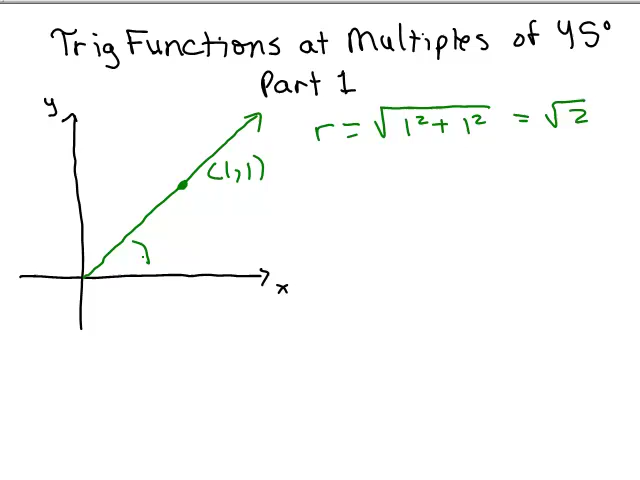 Trig Functions at Multiples of 45°
Part 1
y
r = √1² + 1² = √2
(1,1)
x